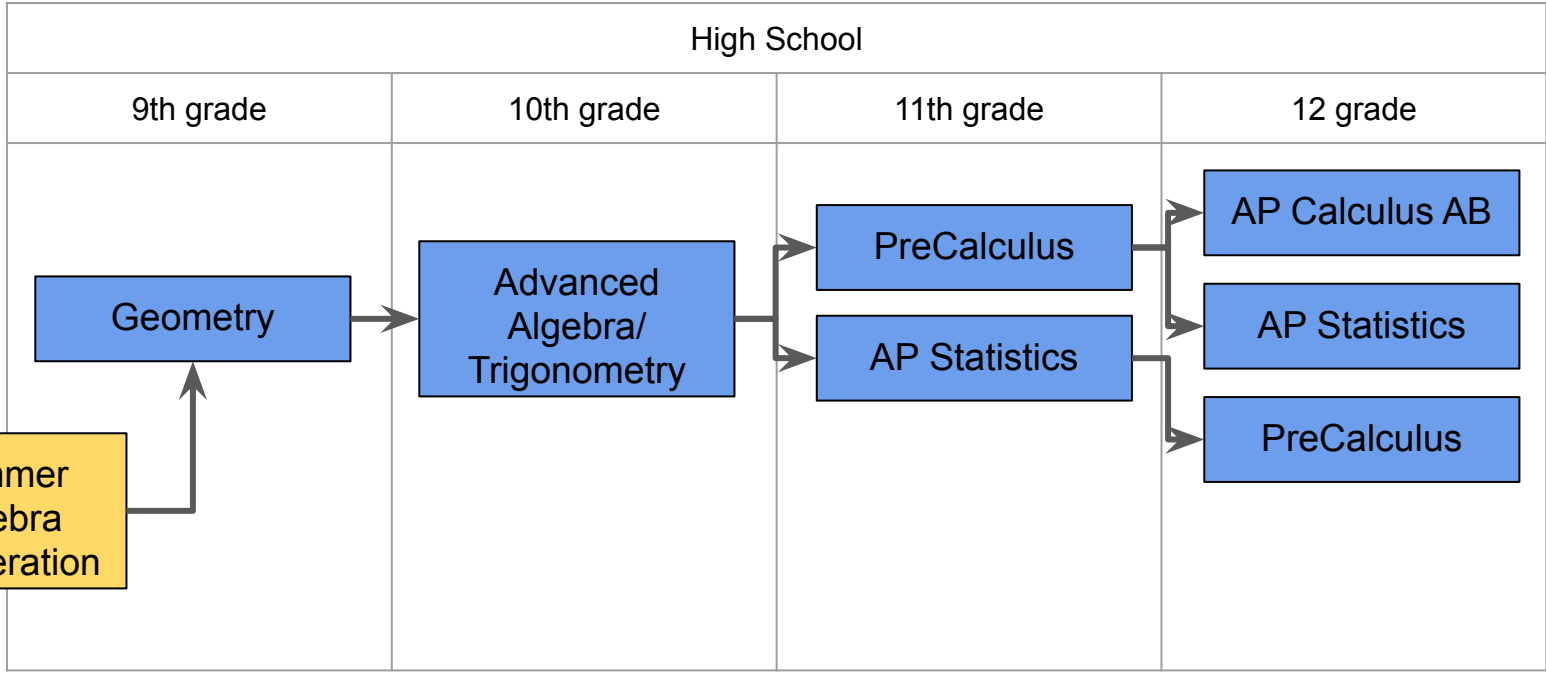 High School
9th grade
10th grade
11th grade
12 grade
Geometry
Advanced
Algebra/
Trigonometry
PreCalculus
AP Statistics
AP Calculus AB
AP Statistics
PreCalculus